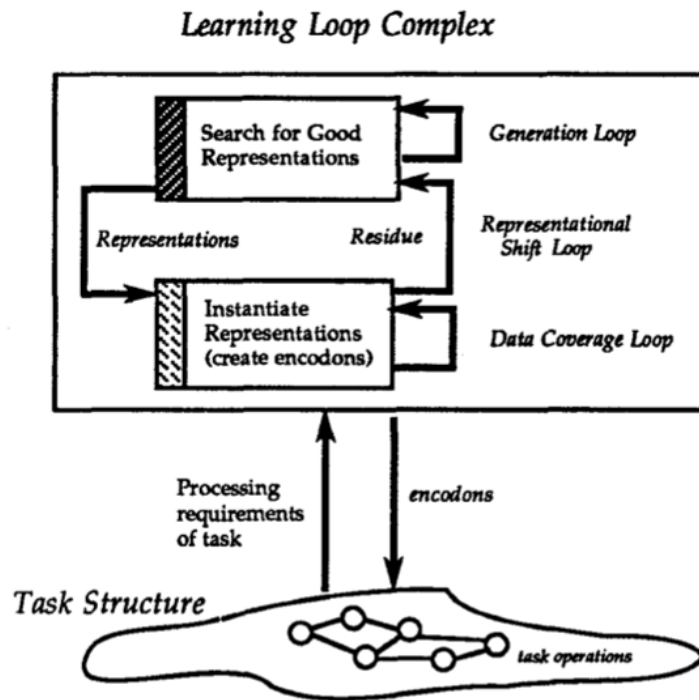 Learning Loop Complex
Search for Good
Representations
Generation Loop
Representations
Residue
Representational
Shift Loop
Instantiate
Representations
(create encodons)
Data Coverage Loop
Processing
requirements
of task
encodons
Task Structure
task operations